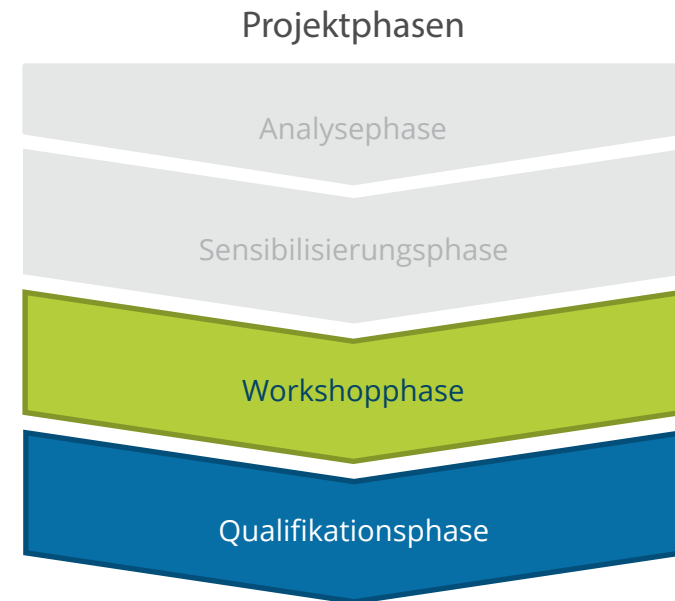 Projektphasen
Analysephase
Sensibilisierungsphase
Workshopphase
Qualifikationsphase